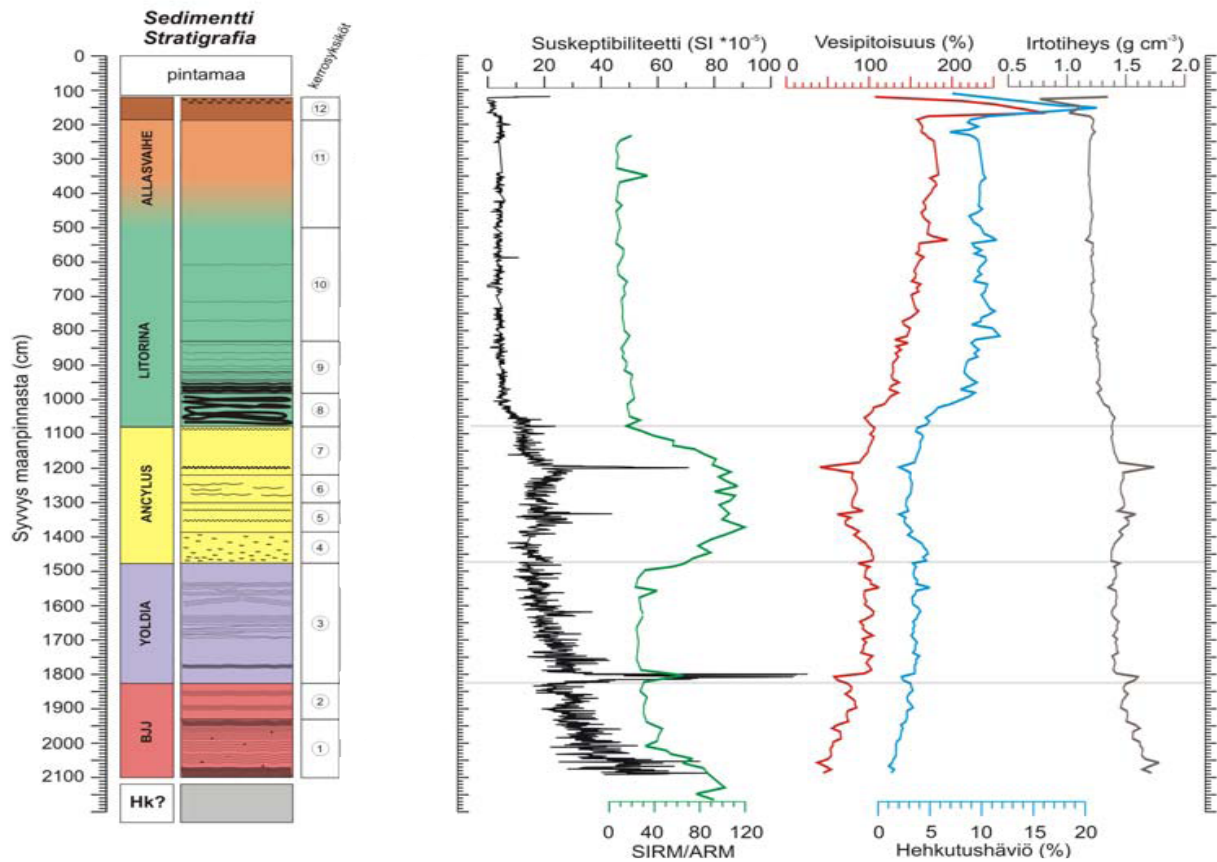 Sedimentti
Stratigrafia
kerrosyksiköt
Suskeptibiliteetti (SI *10⁻⁵)
Vesipitoisuus (%)
Irtotiheys (g cm⁻³)
0 20 40 60 80 100
0 100 200
0.5 1.0 1.5 2.0
Syvyys maanpinnasta (cm)
0
100
200
300
400
500
600
700
800
900
1000
1100
1200
1300
1400
1500
1600
1700
1800
1900
2000
2100
pintamaa
ALLASVAIHE
LITORINA
ANCYLUS
YOLDIA
BJJ
Hk?
12
11
10
9
8
7
6
5
4
3
2
1
0 40 80 120
SIRM/ARM
0 5 10 15 20
Hehkutushäviö (%)